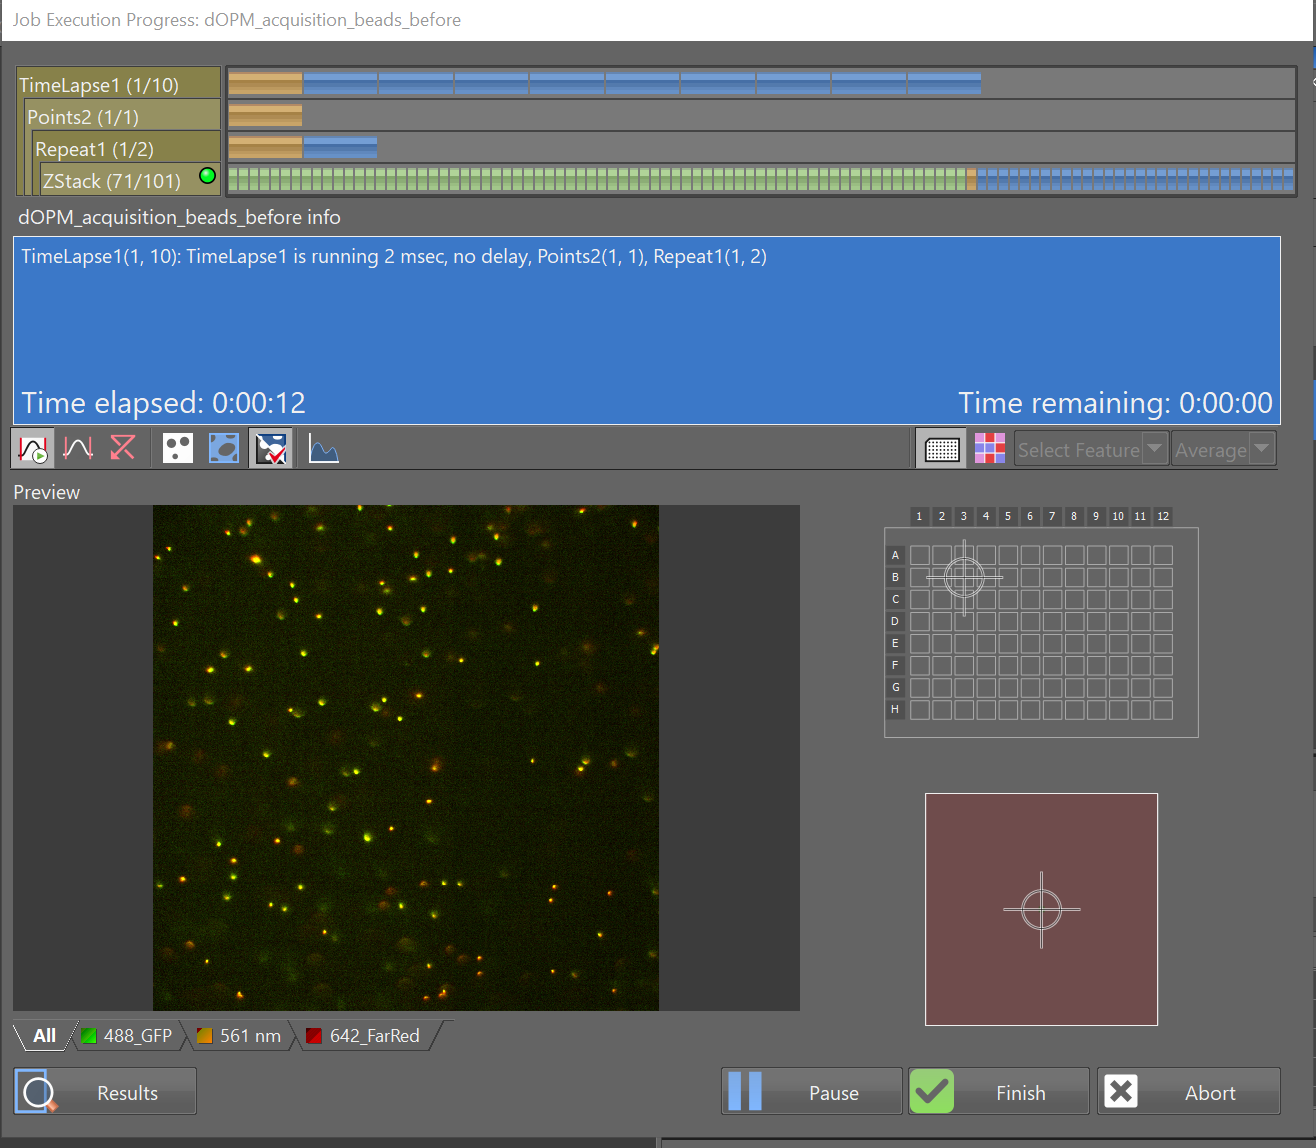 Job Execution Progress: dOPM_acquisition_beads_before
TimeLapse1 (1/10)
Points2 (1/1)
Repeat1 (1/2)
ZStack (71/101)
dOPM_acquisition_beads_before info
TimeLapse1(1, 10): TimeLapse1 is running 2 msec, no delay, Points2(1, 1), Repeat1(1, 2)
Time elapsed: 0:00:12
Time remaining: 0:00:00
Select Feature
Average
Preview
1 2 3 4 5 6 7 8 9 10 11 12
A
B
C
D
E
F
G
H
All 488_GFP 561 nm 642_FarRed
Results Pause Finish Abort